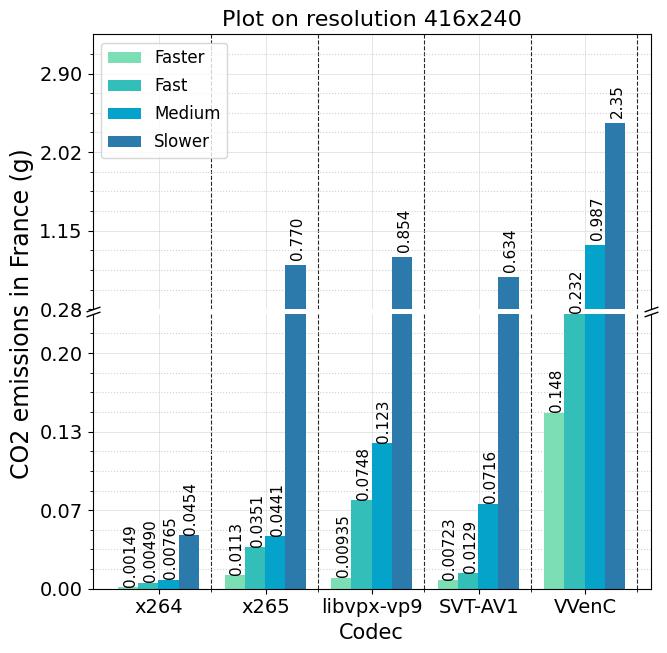 Plot on resolution 416x240
CO2 emissions in France (g)
2.90
2.02
1.15
0.28
0.20
0.13
0.07
0.00
Faster
Fast
Medium
Slower
0.00149
0.00490
0.00765
0.0454
0.0113
0.0351
0.0441
0.770
0.00935
0.0748
0.123
0.854
0.00723
0.0129
0.0716
0.634
0.148
0.232
0.987
2.35
x264
x265
libvpx-vp9
SVT-AV1
VVenC
Codec